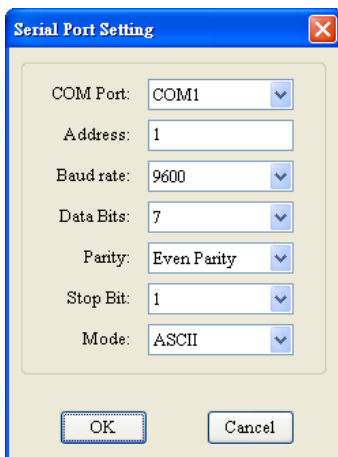 Serial Port Setting
COM Port: COM1
Address: 1
Baud rate: 9600
Data Bits: 7
Parity: Even Parity
Stop Bit: 1
Mode: ASCII
OK Cancel